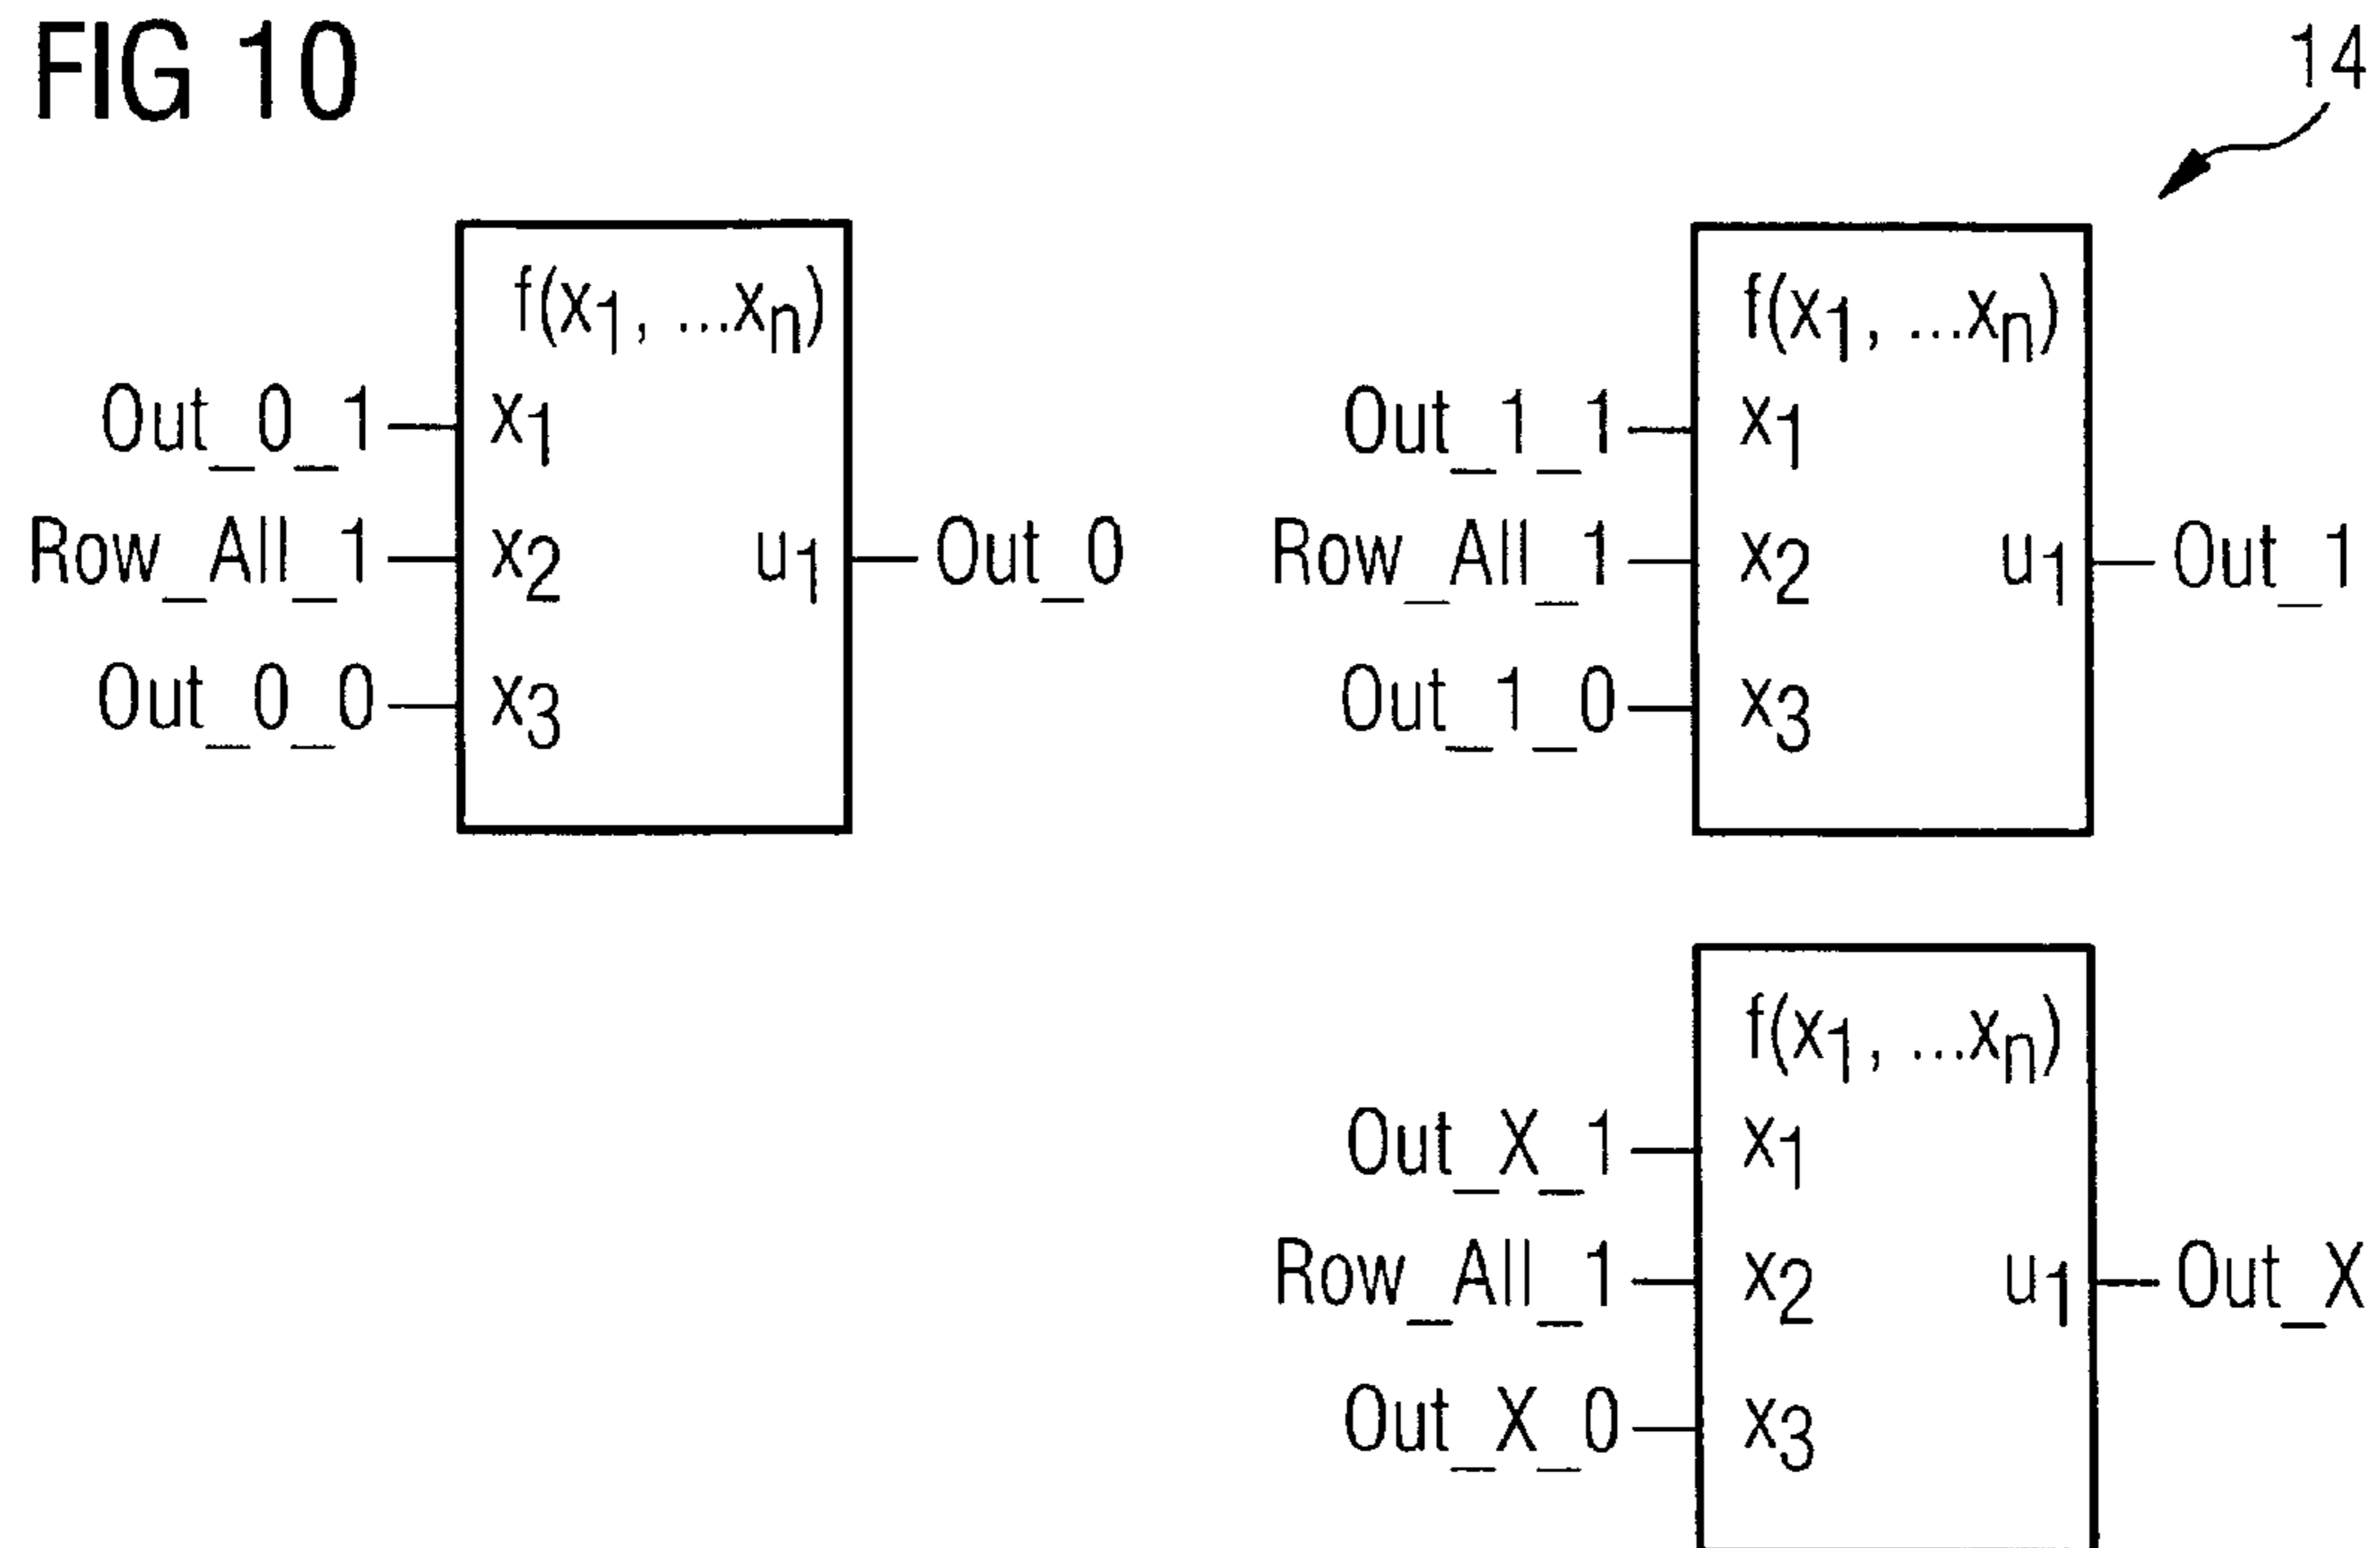 FIG 10
14
f(x1, ...xn)
Out_0_1 x1
Row_All_1 x2 u1 Out_0
Out_0_0 x3
f(x1, ...xn)
Out_1_1 x1
Row_All_1 x2 u1 Out_1
Out_1_0 x3
f(x1, ...xn)
Out_X_1 x1
Row_All_1 x2 u1 Out_X
Out_X_0 x3